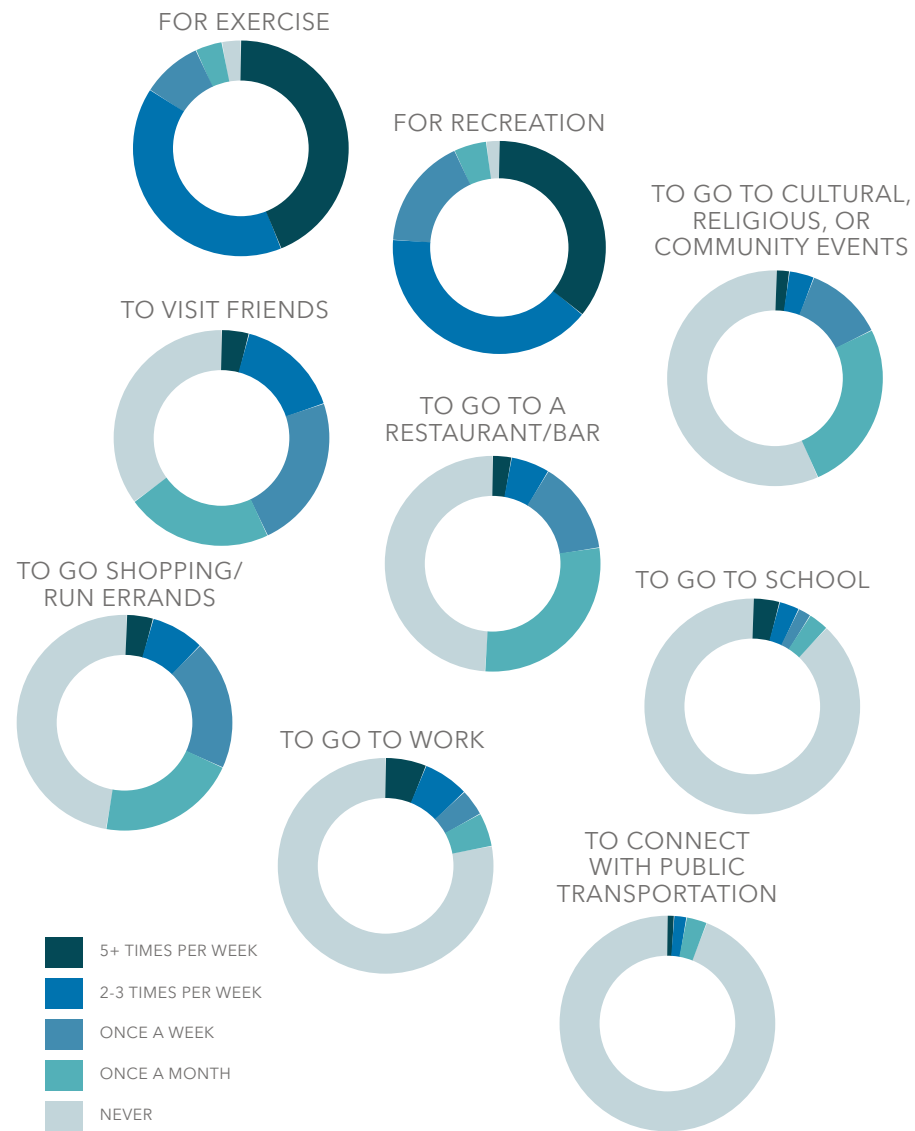 FOR EXERCISE
FOR RECREATION
TO GO TO CULTURAL,
RELIGIOUS, OR
COMMUNITY EVENTS
TO VISIT FRIENDS
TO GO TO A
RESTAURANT/BAR
TO GO SHOPPING/
RUN ERRANDS
TO GO TO SCHOOL
TO GO TO WORK
TO CONNECT
WITH PUBLIC
TRANSPORTATION
5+ TIMES PER WEEK
2-3 TIMES PER WEEK
ONCE A WEEK
ONCE A MONTH
NEVER